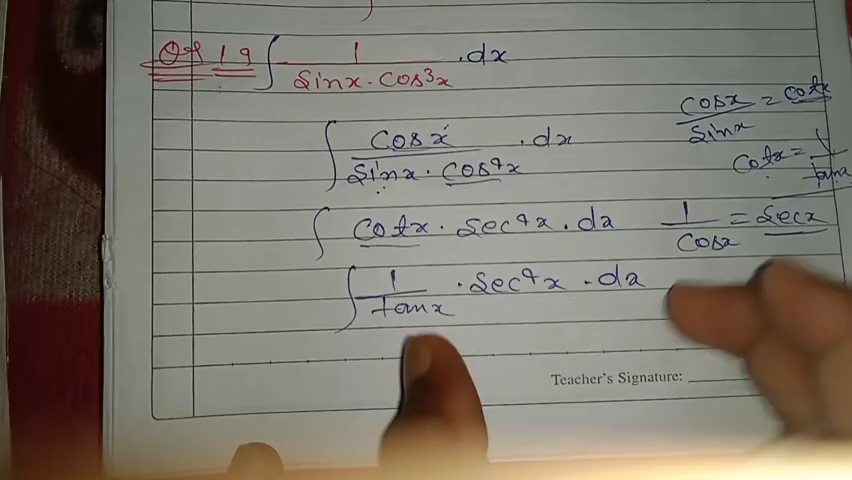 Q1 19 ∫ 1/(Sinx · Cos³x) · dx
∫ Cosx/(Sinx · Cos⁴x) · dx
Cosx/Sinx = Cotx
Cotx = 1/tanx
∫ Cotx · Sec⁴x · dx
1/Cosx = Secx
∫ 1/tanx · Sec⁴x · dx
Teacher's Signature: